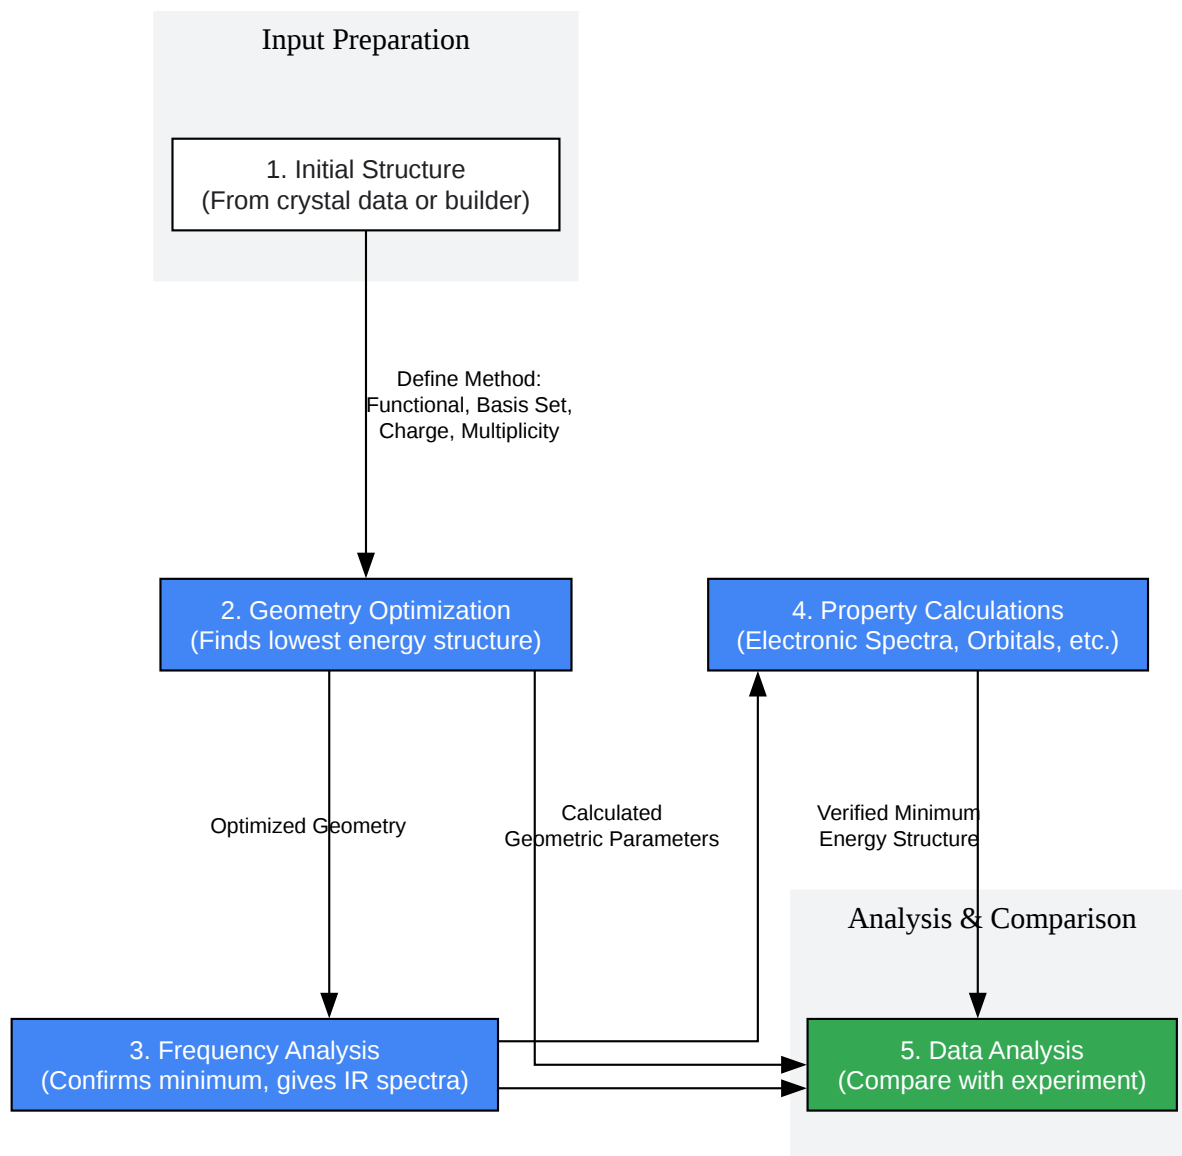 Input Preparation
1. Initial Structure
(From crystal data or builder)
Define Method:
Functional, Basis Set,
Charge, Multiplicity
2. Geometry Optimization
(Finds lowest energy structure)
4. Property Calculations
(Electronic Spectra, Orbitals, etc.)
Optimized Geometry
Calculated
Geometric Parameters
Verified Minimum
Energy Structure
Analysis & Comparison
3. Frequency Analysis
(Confirms minimum, gives IR spectra)
5. Data Analysis
(Compare with experiment)